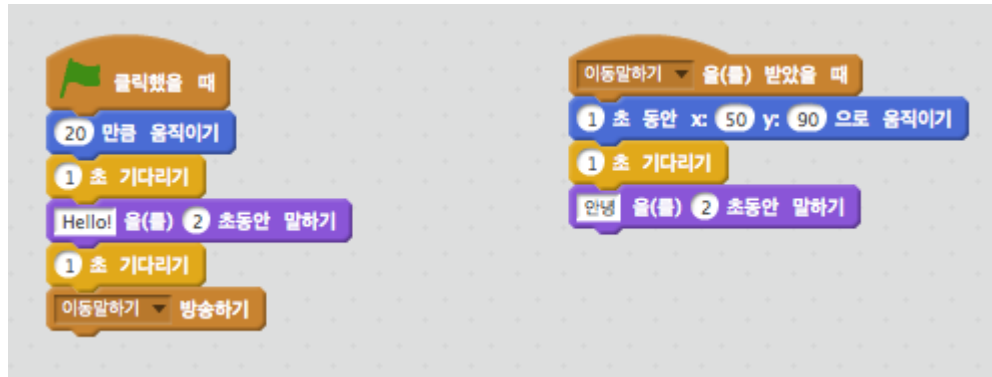 클릭했을 때
20 만큼 움직이기
1 초 기다리기
Hello! 을(를) 2 초동안 말하기
1 초 기다리기
이동말하기 방송하기
이동말하기 을(를) 받았을 때
1 초 동안 x: 50 y: 90 으로 움직이기
1 초 기다리기
안녕 을(를) 2 초동안 말하기